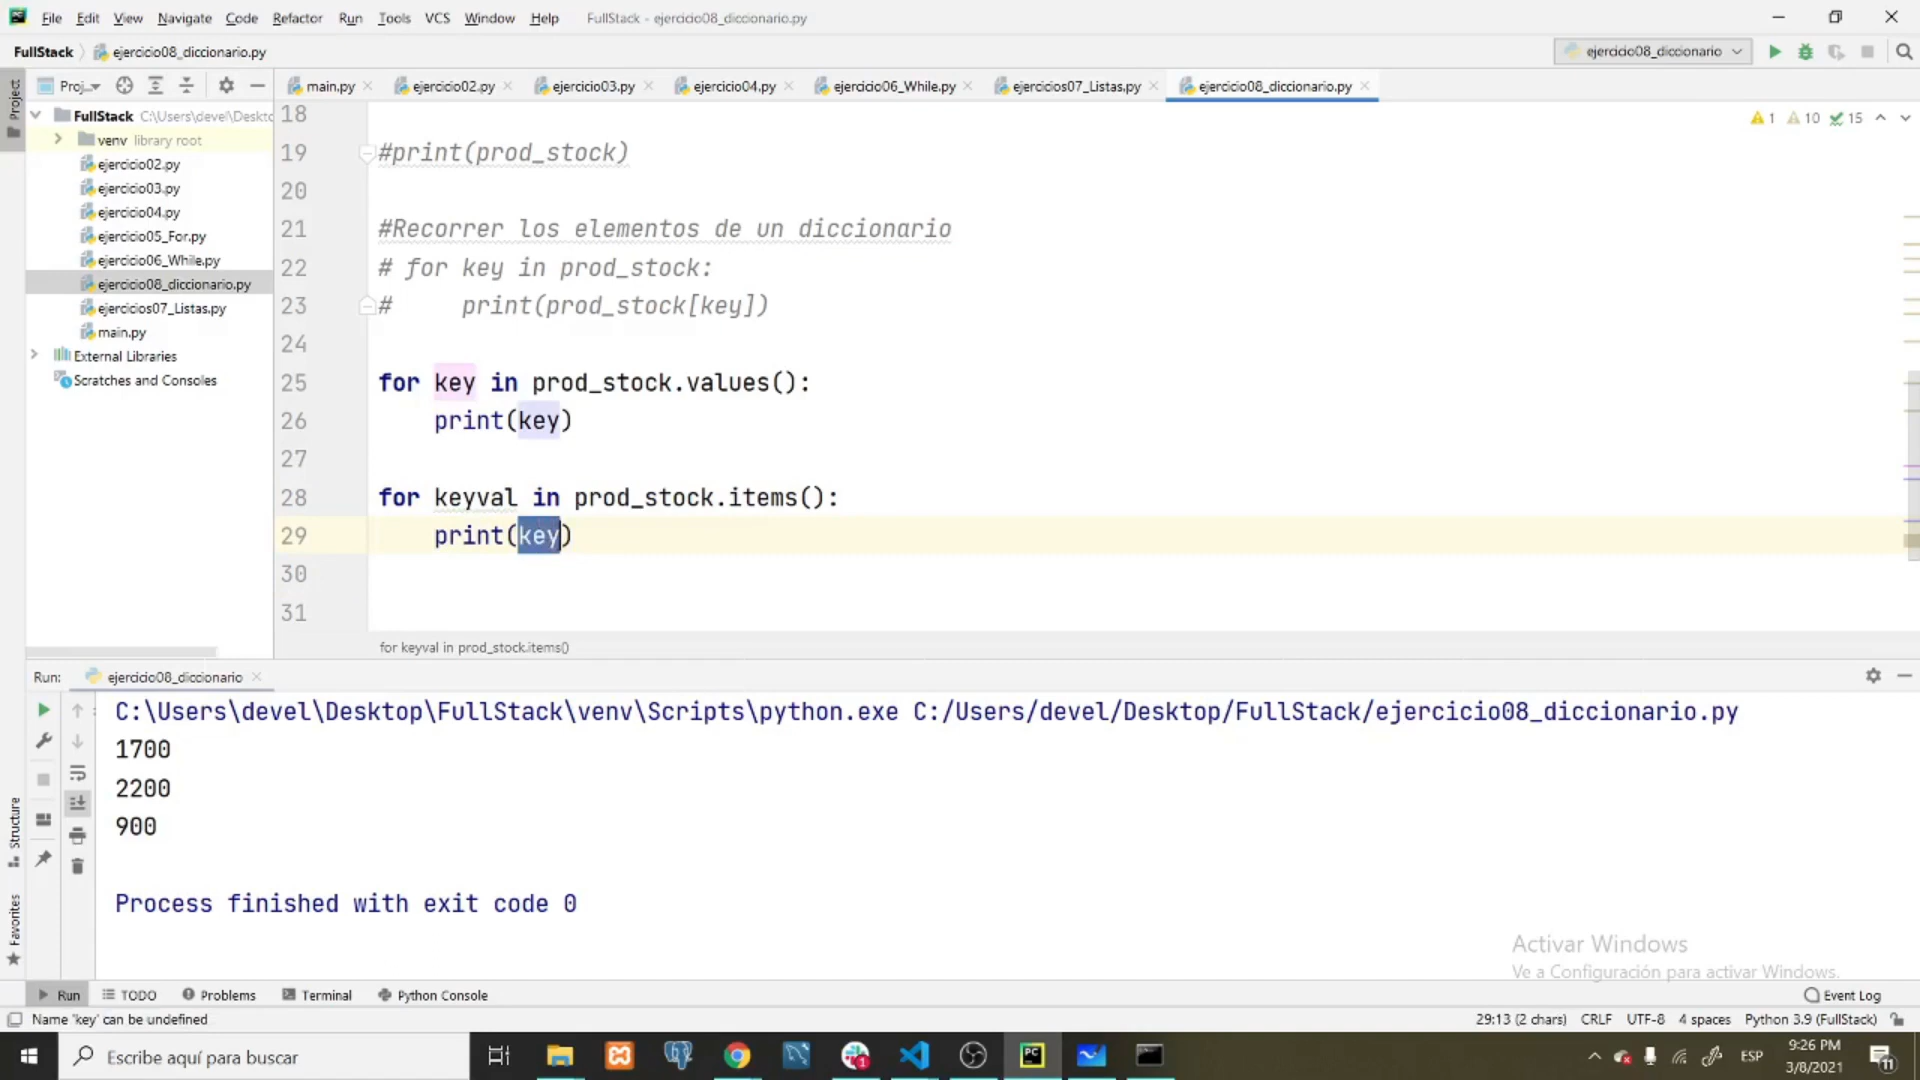 File Edit View Navigate Code Refactor Run Tools VCS Window Help FullStack - ejercicio08_diccionario.py
FullStack ejercicio08_diccionario.py ejercicio08_diccionario
Project Proj... main.py ejercicio02.py ejercicio03.py ejercicio04.py ejercicio06_While.py ejercicios07_Listas.py ejercicio08_diccionario.py
FullStack C:\Users\devel\Deskto
venv library root
ejercicio02.py
ejercicio03.py
ejercicio04.py
ejercicio05_For.py
ejercicio06_While.py
ejercicio08_diccionario.py
ejercicios07_Listas.py
main.py
External Libraries
Scratches and Consoles
1 10 15
18
19 #print(prod_stock)
20
21 #Recorrer los elementos de un diccionario
22 # for key in prod_stock:
23 #     print(prod_stock[key])
24
25 for key in prod_stock.values():
26     print(key)
27
28 for keyval in prod_stock.items():
29     print(key)
30
31
for keyval in prod_stock.items()
Run: ejercicio08_diccionario
C:\Users\devel\Desktop\FullStack\venv\Scripts\python.exe C:/Users/devel/Desktop/FullStack/ejercicio08_diccionario.py
1700
2200
900
Process finished with exit code 0
Structure
Favorites
Activar Windows
Ve a Configuración para activar Windows.
Run TODO Problems Terminal Python Console Event Log
Name 'key' can be undefined 29:13 (2 chars) CRLF UTF-8 4 spaces Python 3.9 (FullStack)
Escribe aquí para buscar ESP 9:26 PM
3/8/2021
11